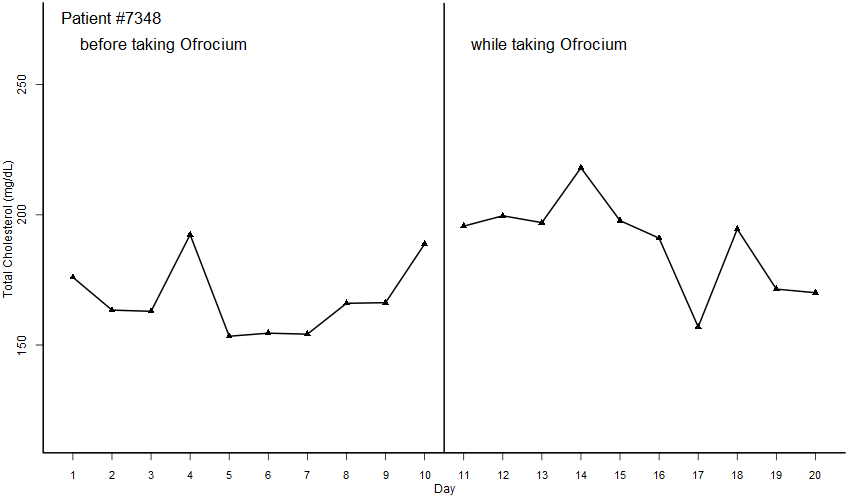 Patient #7348
before taking Ofrocium
while taking Ofrocium
Total Cholesterol (mg/dL)
250
200
150
1 2 3 4 5 6 7 8 9 10 11 12 13 14 15 16 17 18 19 20
Day